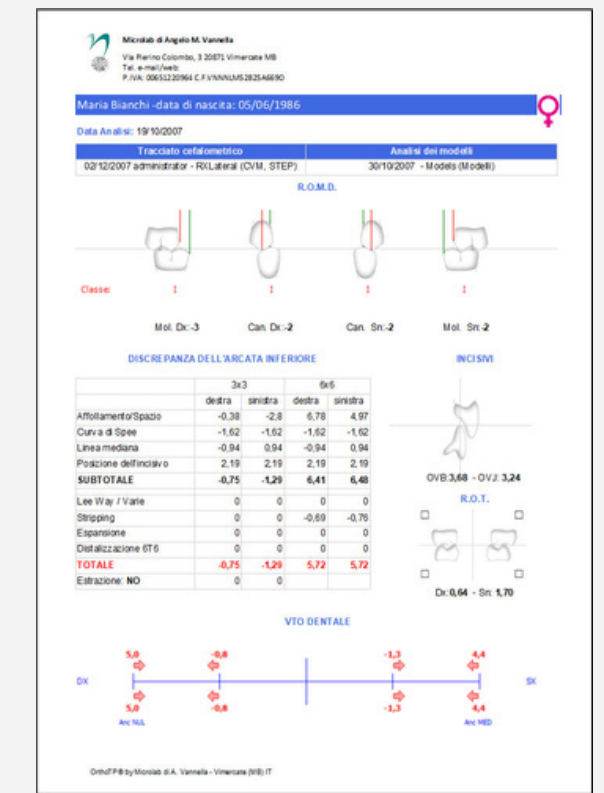 Microlab di Angelo M. Vannella
Via Pierino Colombo, 3 20871 Vimercate MB
Tel. e-mail/web:
P.IVA: 00651220964 C.F.VNNNLM52B25A669O
Maria Bianchi -data di nascita: 05/06/1986
Data Analisi: 19/10/2007
Tracciato cefalometrico Analisi dei modelli
02/12/2007 administrator - RXLateral (CVM, STEP) 30/10/2007 - Models (Modelli)
R.O.M.D.
Classe: I I I I
Mol. Dx:-3 Can. Dx:-2 Can. Sn:-2 Mol. Sn:-2
DISCREPANZA DELL'ARCATA INFERIORE INCISIVI
3x3 6x6
destra sinistra destra sinistra
Affollamento/Spazio -0,38 -2,8 6,78 4,97
Curva di Spee -1,62 -1,62 -1,62 -1,62
Linea mediana -0,94 0,94 -0,94 0,94
Posizione dell'incisivo 2,19 2,19 2,19 2,19
SUBTOTALE -0,75 -1,29 6,41 6,48
OVB:3,68 - OVJ: 3,24
Lee Way / Varie 0 0 0 0
R.O.T.
Stripping 0 0 -0,69 -0,76
Espansione 0 0 0 0
Distalizzazione 6T6 0 0 0 0
TOTALE -0,75 -1,29 5,72 5,72
Estrazione: NO 0 0
Dx:0,64 - Sn: 1,70
VTO DENTALE
5,0 -0,8 -1,3 4,4
DX SX
5,0 -0,8 -1,3 4,4
Anc NUL Anc MED
OrthoTP® by Microlab di A. Vannella - Vimercate (MB) IT